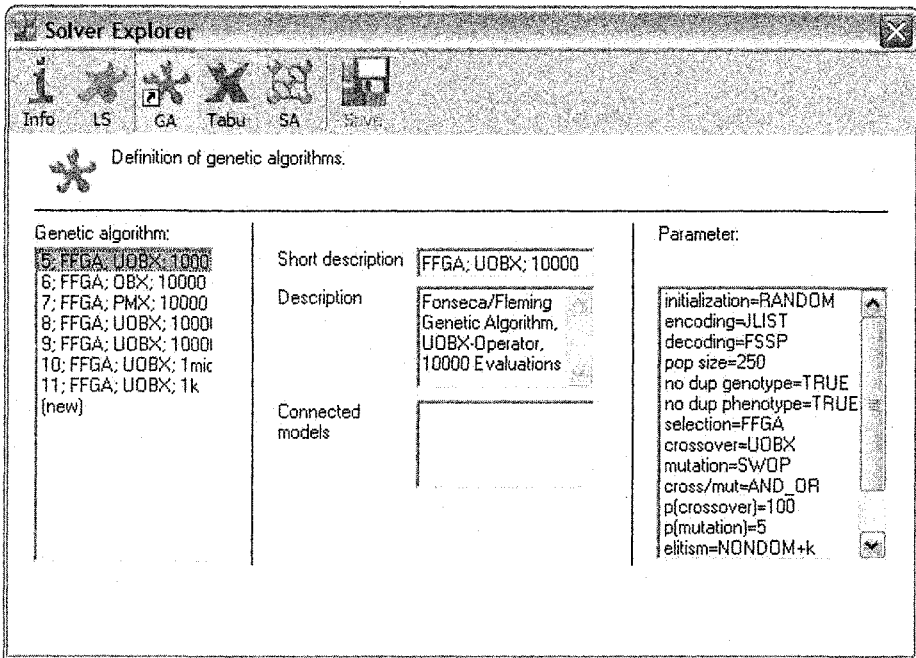 Solver Explorer
Info LS GA Tabu SA Save
Definition of genetic algorithms.
Genetic algorithm:
5; FFGA; UOBX; 1000
6; FFGA; OBX; 10000
7; FFGA; PMX; 10000
8; FFGA; UOBX; 1000
9; FFGA; UOBX; 1000
10; FFGA; UOBX; 1mic
11; FFGA; UOBX; 1k
(new)
Short description
FFGA; UOBX; 10000
Description
Fonseca/Fleming
Genetic Algorithm,
UOBX-Operator,
10000 Evaluations
Connected
models
Parameter:
initialization=RANDOM
encoding=JLIST
decoding=FSSP
pop size=250
no dup genotype=TRUE
no dup phenotype=TRUE
selection=FFGA
crossover=UOBX
mutation=SWOP
cross/mut=AND_OR
p(crossover)=100
p(mutation)=5
elitism=NONDOM+k